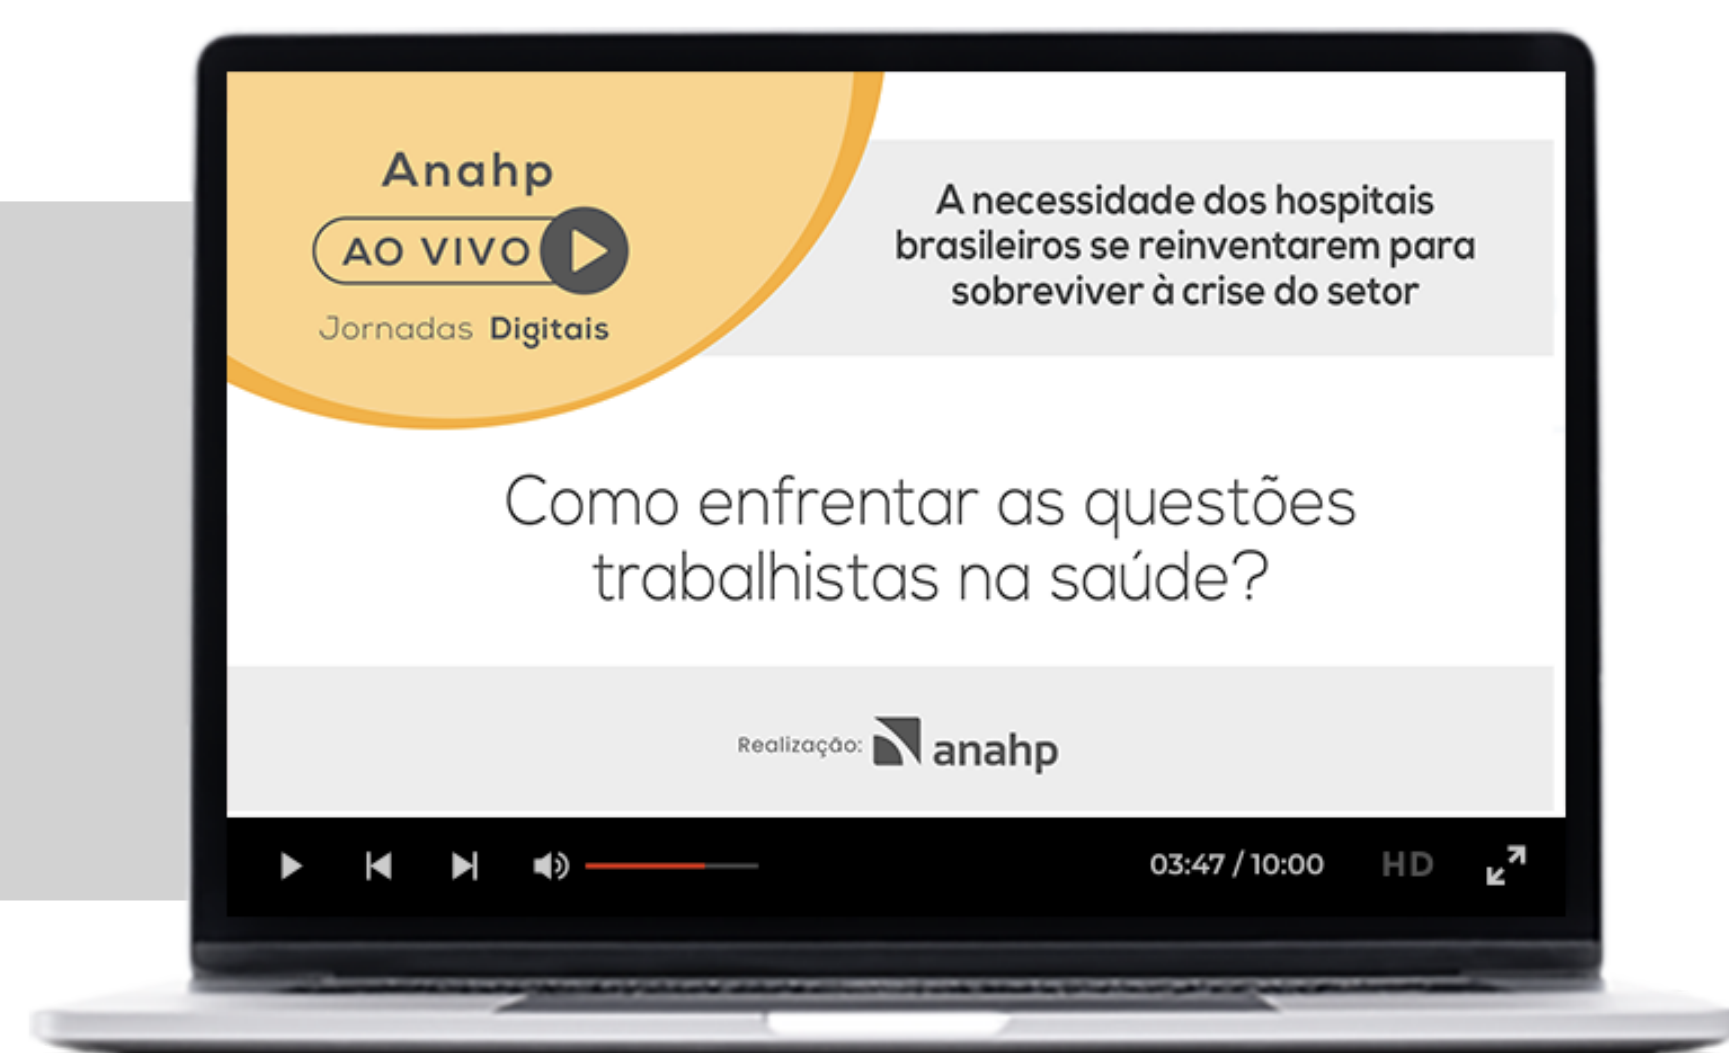 Anahp
AO VIVO
Jornadas Digitais
A necessidade dos hospitais
brasileiros se reinventarem para
sobreviver à crise do setor
Como enfrentar as questões
trabalhistas na saúde?
Realização: anahp
03:47 / 10:00 HD